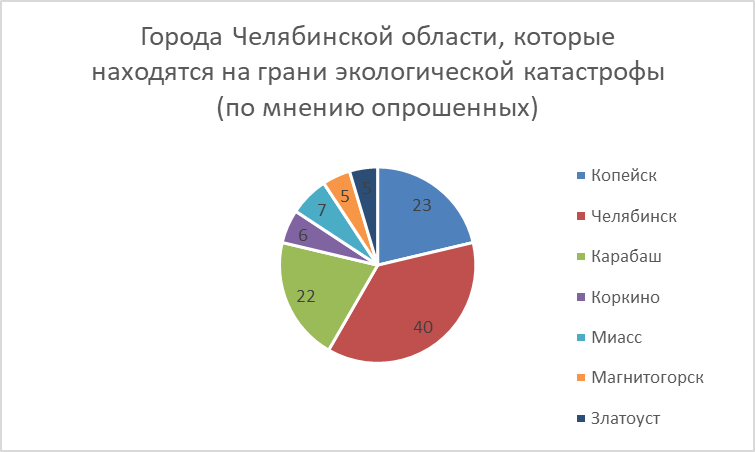 Города Челябинской области, которые
находятся на грани экологической катастрофы
(по мнению опрошенных)
5
5
23
7
6
22
40
Копейск
Челябинск
Карабаш
Коркино
Миасс
Магнитогорск
Златоуст